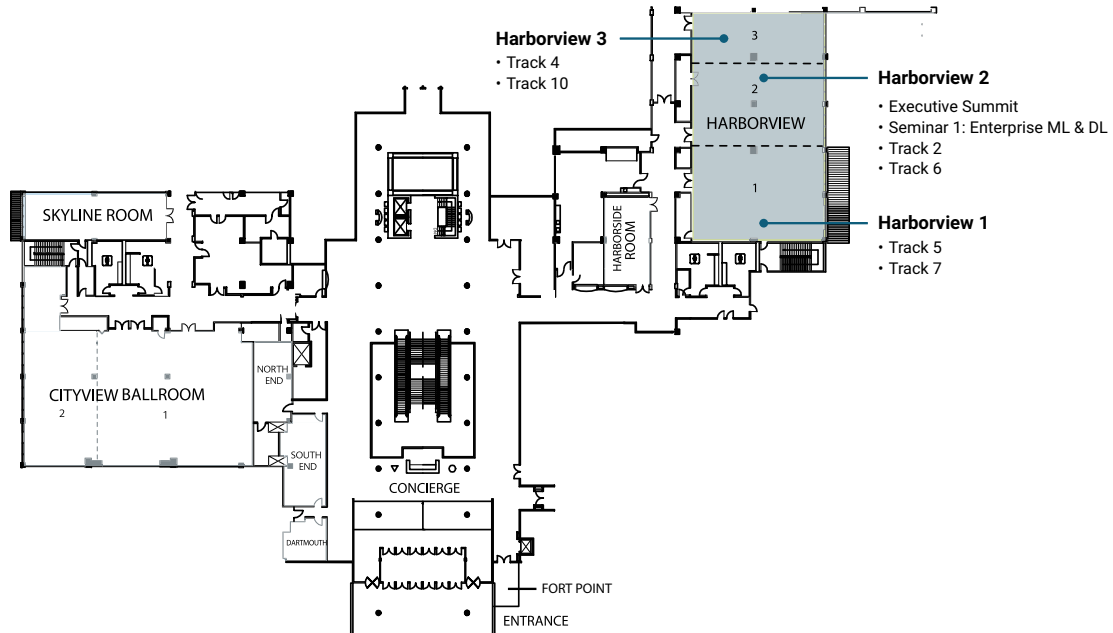 Harborview 3
• Track 4
• Track 10
3
2
HARBORVIEW
1
Harborview 2
• Executive Summit
• Seminar 1: Enterprise ML & DL
• Track 2
• Track 6
Harborview 1
• Track 5
• Track 7
SKYLINE ROOM
HARBORSIDE
ROOM
NORTH
END
CITYVIEW BALLROOM
2
1
SOUTH
END
CONCIERGE
DARTMOUTH
FORT POINT
ENTRANCE